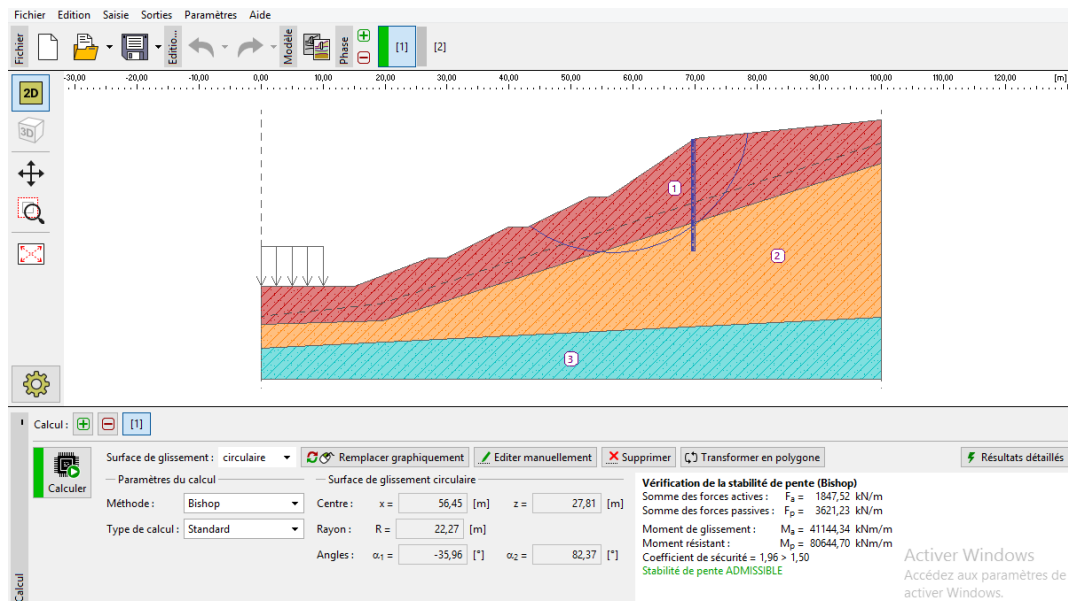 Fichier Edition Saisie Sorties Paramètres Aide
Fichier
Editio...
Modèle
Phase
[1] [2]
2D
3D
-30,00 -20,00 -10,00 0,00 10,00 20,00 30,00 40,00 50,00 60,00 70,00 80,00 90,00 100,00 110,00 120,00 [m]
1
2
3
Calcul : [1]
Calculer
Calcul
Surface de glissement : circulaire Remplacer graphiquement Editer manuellement Supprimer Transformer en polygone Résultats détaillés
Paramètres du calcul
Méthode : Bishop
Type de calcul : Standard
Surface de glissement circulaire
Centre : x = 56,45 [m] z = 27,81 [m]
Rayon : R = 22,27 [m]
Angles : α1 = -35,96 [°] α2 = 82,37 [°]
Vérification de la stabilité de pente (Bishop)
Somme des forces actives : Fa = 1847,52 kN/m
Somme des forces passives : Fp = 3621,23 kN/m
Moment de glissement : Ma = 41144,34 kNm/m
Moment résistant : Mp = 80644,70 kNm/m
Coefficient de sécurité = 1,96 > 1,50
Stabilité de pente ADMISSIBLE
Activer Windows
Accédez aux paramètres de
activer Windows.